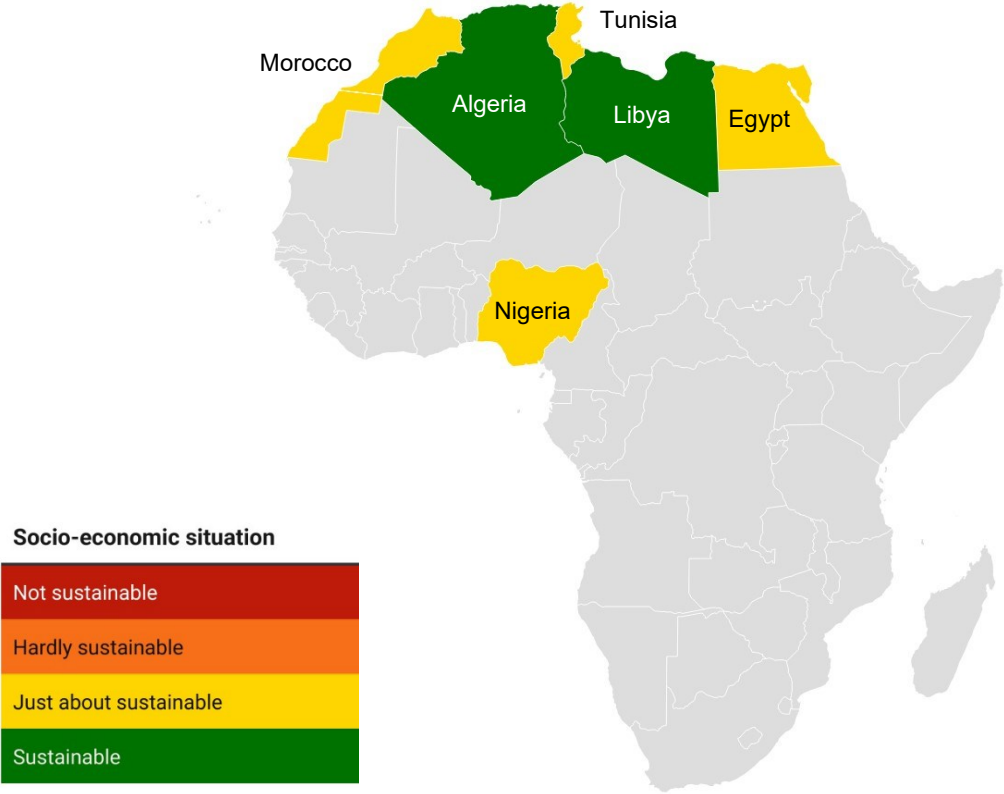 Tunisia
Morocco
Algeria
Libya
Egypt
Nigeria
Socio-economic situation
Not sustainable
Hardly sustainable
Just about sustainable
Sustainable